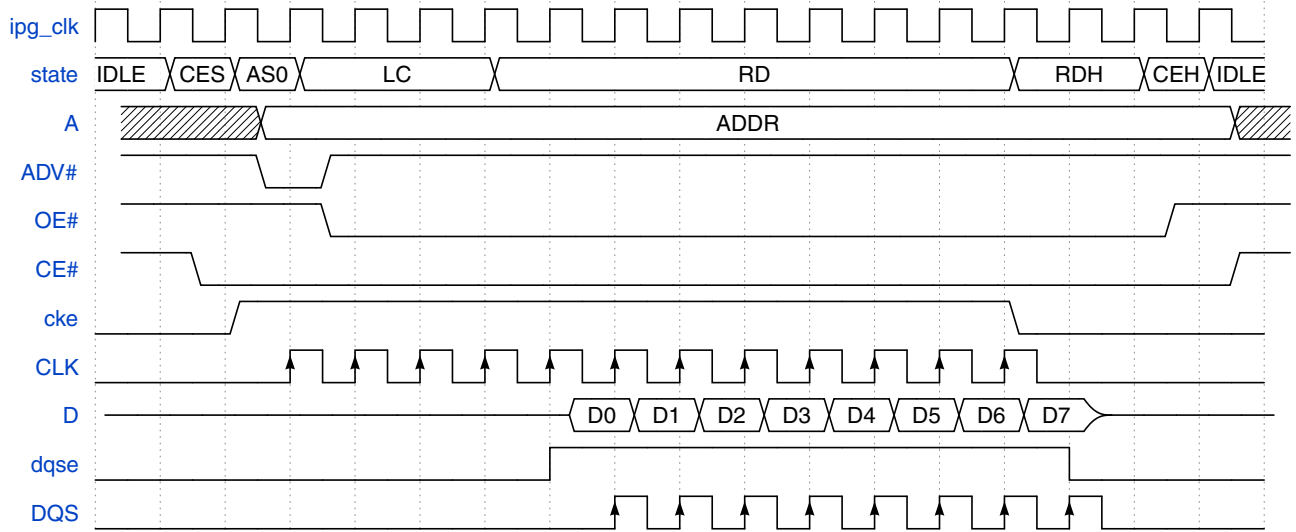 ipg_clk
state IDLE CES AS0 LC RD RDH CEH IDLE
A ADDR
ADV#
OE#
CE#
cke
CLK
D D0 D1 D2 D3 D4 D5 D6 D7
dqse
DQS